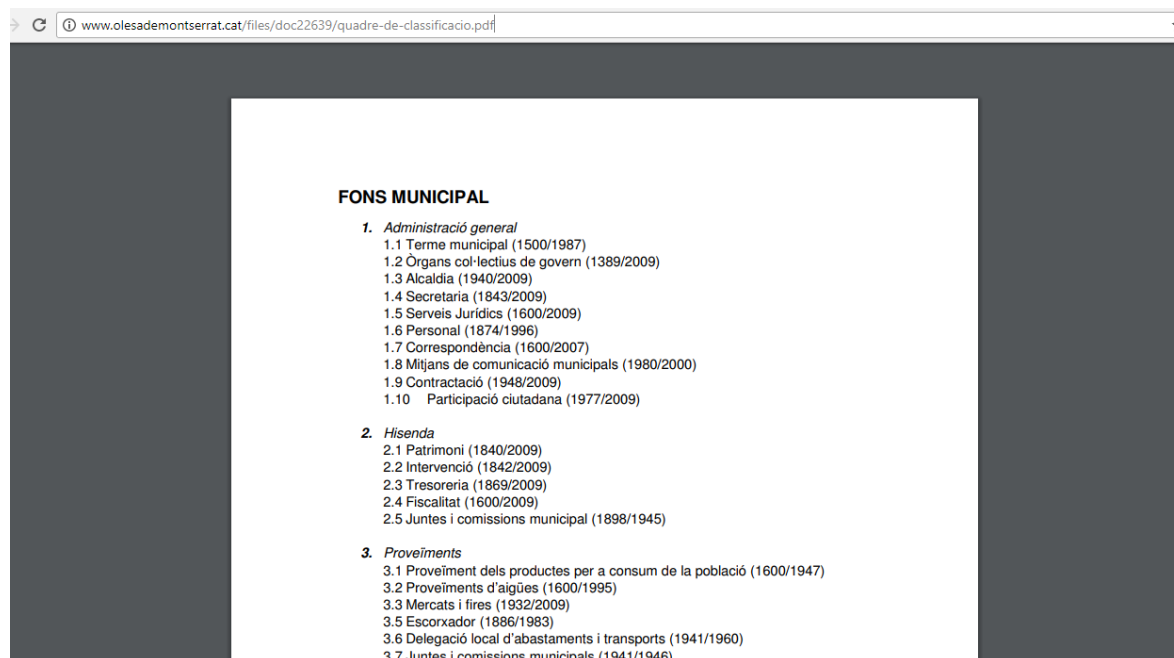 www.olesademontserrat.cat/files/doc22639/quadre-de-classificacio.pdf
FONS MUNICIPAL
1. Administració general
1.1 Terme municipal (1500/1987)
1.2 Òrgans col·lectius de govern (1389/2009)
1.3 Alcaldia (1940/2009)
1.4 Secretaria (1843/2009)
1.5 Serveis Jurídics (1600/2009)
1.6 Personal (1874/1996)
1.7 Correspondència (1600/2007)
1.8 Mitjans de comunicació municipals (1980/2000)
1.9 Contractació (1948/2009)
1.10 Participació ciutadana (1977/2009)
2. Hisenda
2.1 Patrimoni (1840/2009)
2.2 Intervenció (1842/2009)
2.3 Tresoreria (1869/2009)
2.4 Fiscalitat (1600/2009)
2.5 Juntes i comissions municipal (1898/1945)
3. Proveïments
3.1 Proveïment dels productes per a consum de la població (1600/1947)
3.2 Proveïments d'aigües (1600/1995)
3.3 Mercats i fires (1932/2009)
3.5 Escorxador (1886/1983)
3.6 Delegació local d'abastaments i transports (1941/1960)
3.7 Juntes i comissions municipals (1941/1946)